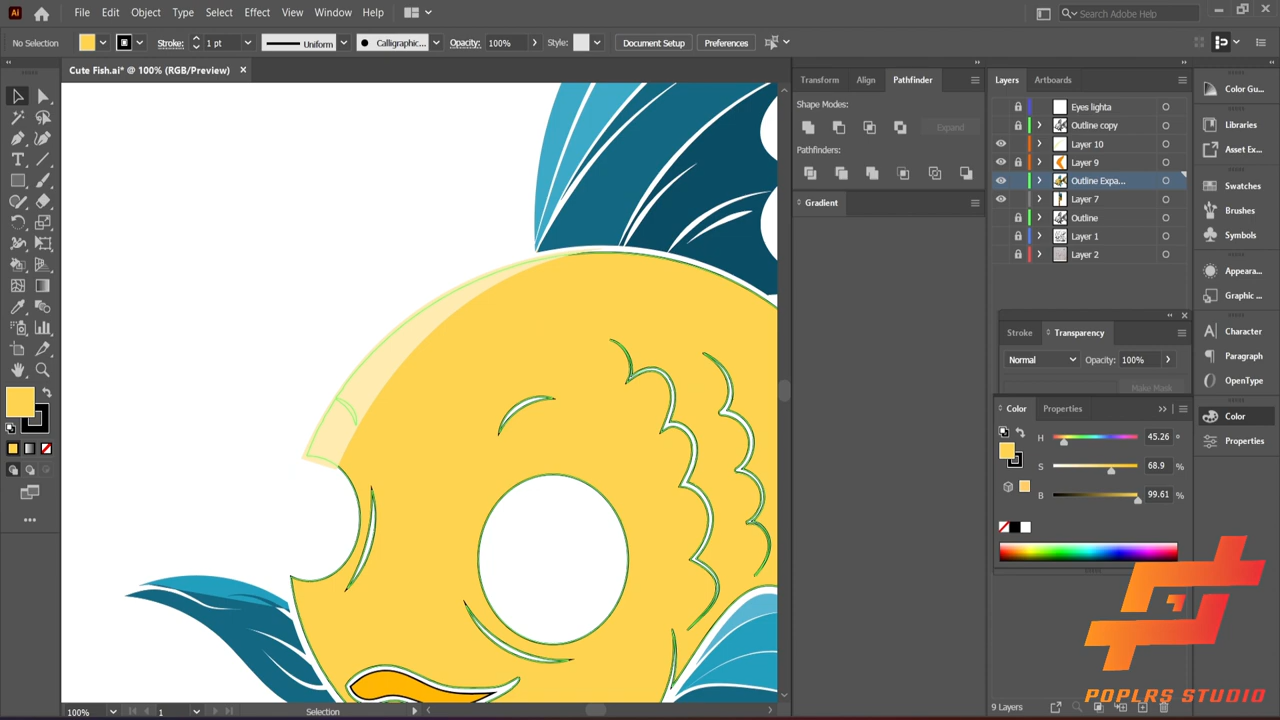 Ai File Edit Object Type Select Effect View Window Help Search Adobe Help
No Selection Stroke: 1 pt Uniform Calligraphic... Opacity: 100% Style: Document Setup Preferences
Cute Fish.ai* @ 100% (RGB/Preview) ×
Transform Align Pathfinder
Shape Modes:
Expand
Pathfinders:
Gradient
Layers Artboards
Eyes lighta
Outline copy
Layer 10
Layer 9
Outline Expa...
Layer 7
Outline
Layer 1
Layer 2
Stroke Transparency
Normal Opacity: 100%
Make Mask
Color Properties
H 45.26 °
S 68.9 %
B 99.61 %
9 Layers
Color Gu...
Libraries
Asset Ex...
Swatches
Brushes
Symbols
Appeara...
Graphic ...
Character
Paragraph
OpenType
Color
Properties
100% 1 Selection
POPLRS STUDIO